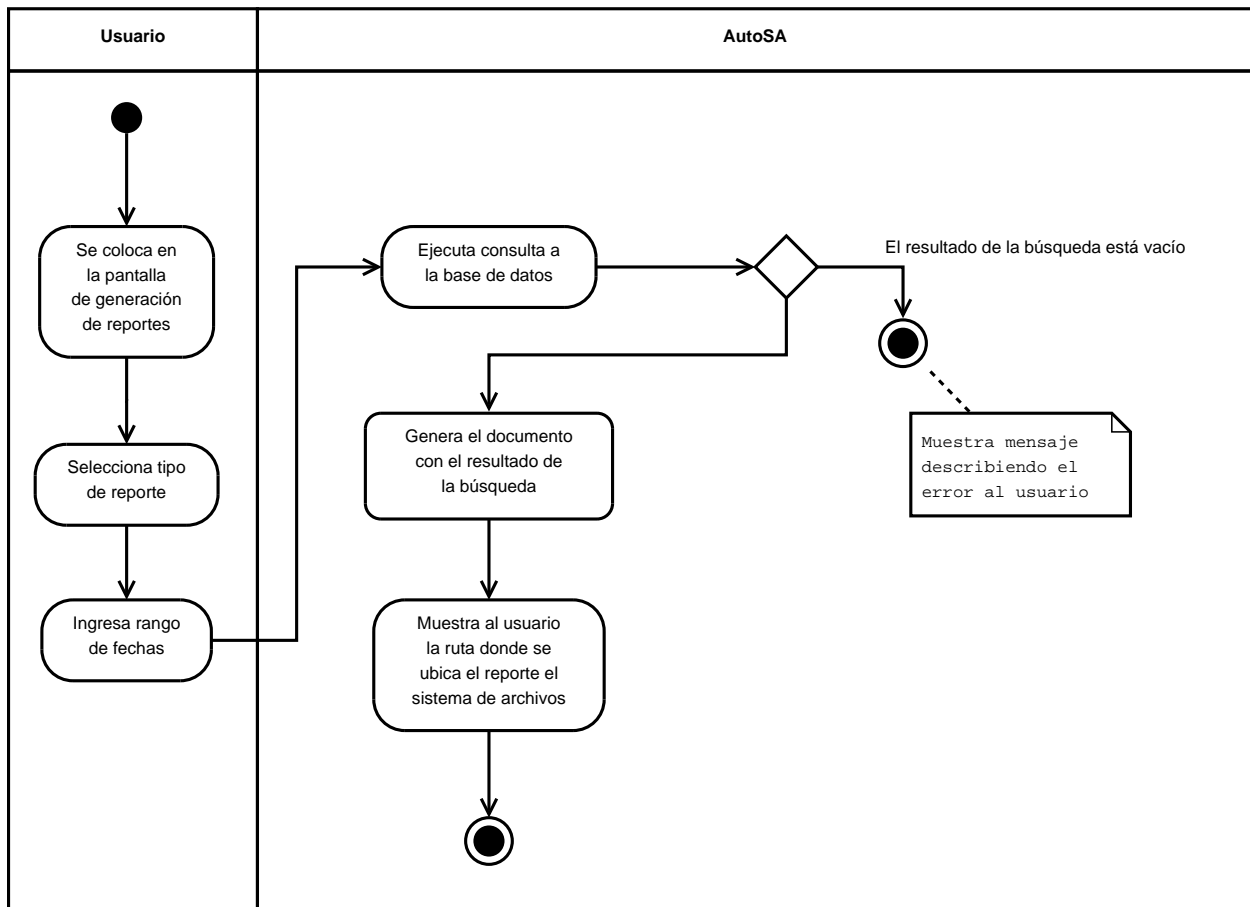 Usuario
AutoSA
Se coloca en
la pantalla
de generación
de reportes
Selecciona tipo
de reporte
Ingresa rango
de fechas
Ejecuta consulta a
la base de datos
El resultado de la búsqueda está vacío
Muestra mensaje
describiendo el
error al usuario
Genera el documento
con el resultado de
la búsqueda
Muestra al usuario
la ruta donde se
ubica el reporte el
sistema de archivos